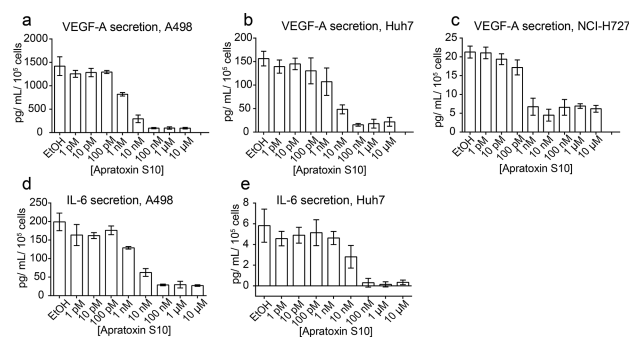 a
VEGF-A secretion, A498
pg/ mL/ 10⁵ cells
2000
1500
1000
500
0
EtOH
1 pM
10 pM
100 pM
1 nM
10 nM
100 nM
1 µM
10 µM
[Apratoxin S10]
b
VEGF-A secretion, Huh7
pg/ mL/ 10⁵ cells
200
150
100
50
0
EtOH
1 pM
10 pM
100 pM
1 nM
10 nM
100 nM
1 µM
10 µM
[Apratoxin S10]
c
VEGF-A secretion, NCI-H727
pg/ mL/ 10⁵ cells
25
20
15
10
5
0
EtOH
1 pM
10 pM
100 pM
1 nM
10 nM
100 nM
1 µM
10 µM
[Apratoxin S10]
d
IL-6 secretion, A498
pg/ mL/ 10⁵ cells
250
200
150
100
50
0
EtOH
1 pM
10 pM
100 pM
1 nM
10 nM
100 nM
1 µM
10 µM
[Apratoxin S10]
e
IL-6 secretion, Huh7
pg/ mL/ 10⁵ cells
8
6
4
2
0
EtOH
1 pM
10 pM
100 pM
1 nM
10 nM
100 nM
1 µM
10 µM
[Apratoxin S10]